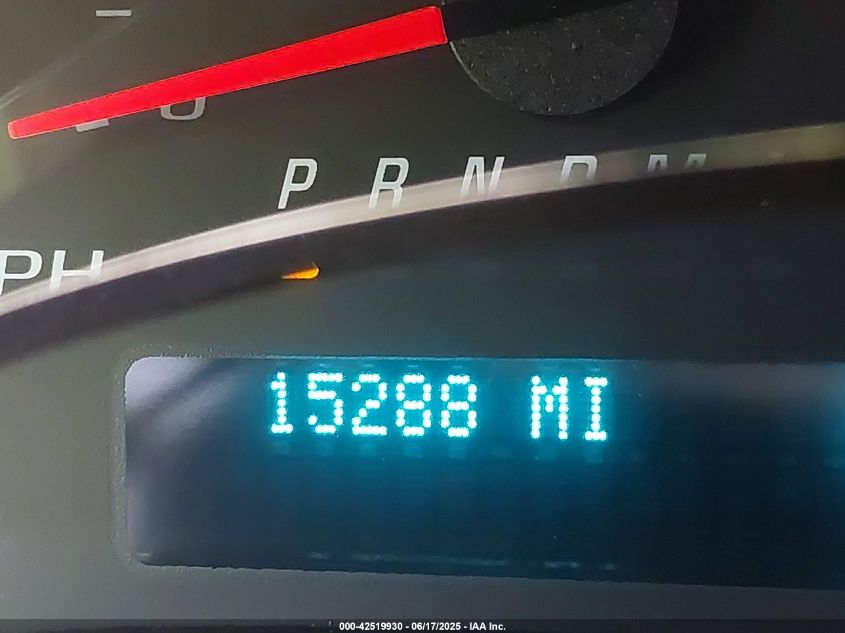 P R N D M
PH
15288 MI
000-42519930 - 06/17/2025 - IAA Inc.